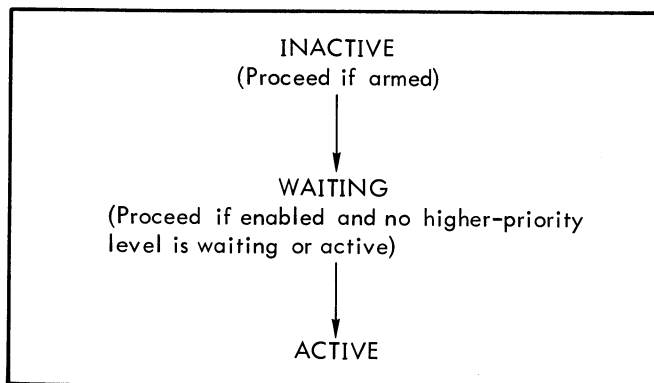 INACTIVE
(Proceed if armed)
WAITING
(Proceed if enabled and no higher-priority
level is waiting or active)
ACTIVE